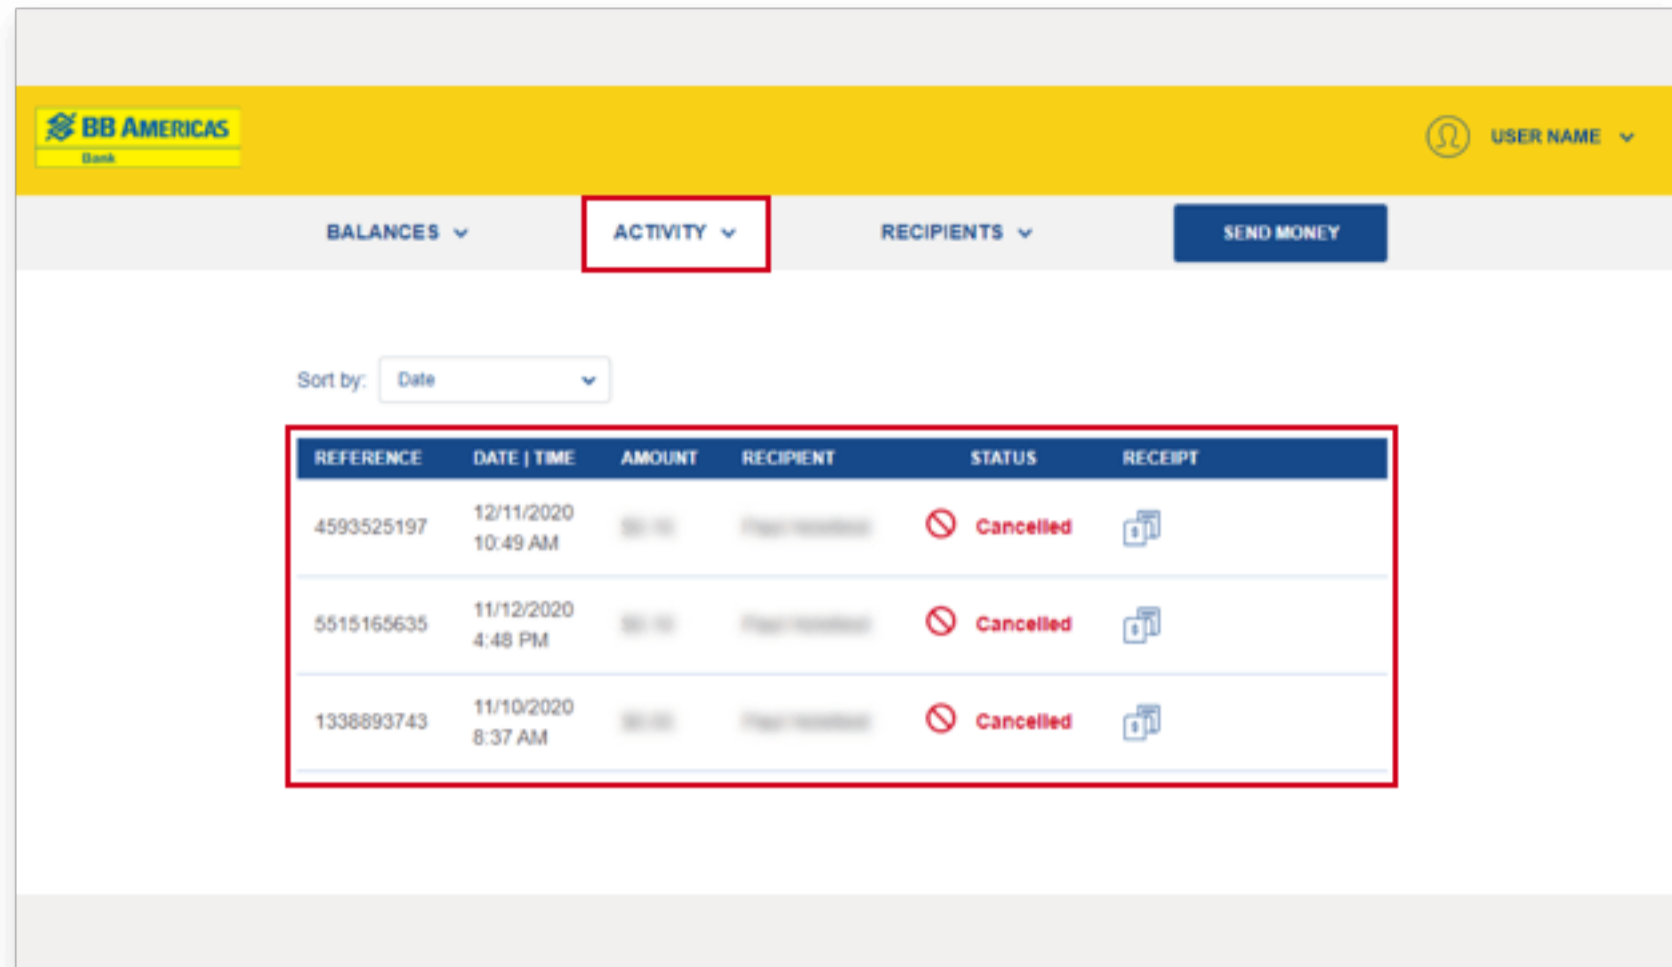 BB AMERICAS
Bank
USER NAME
BALANCES
ACTIVITY
RECIPIENTS
SEND MONEY
Sort by:
Date
REFERENCE DATE | TIME AMOUNT RECIPIENT STATUS RECEIPT
4593525197 12/11/2020 Cancelled
10:49 AM
5515165635 11/12/2020 Cancelled
4:48 PM
1338893743 11/10/2020 Cancelled
8:37 AM